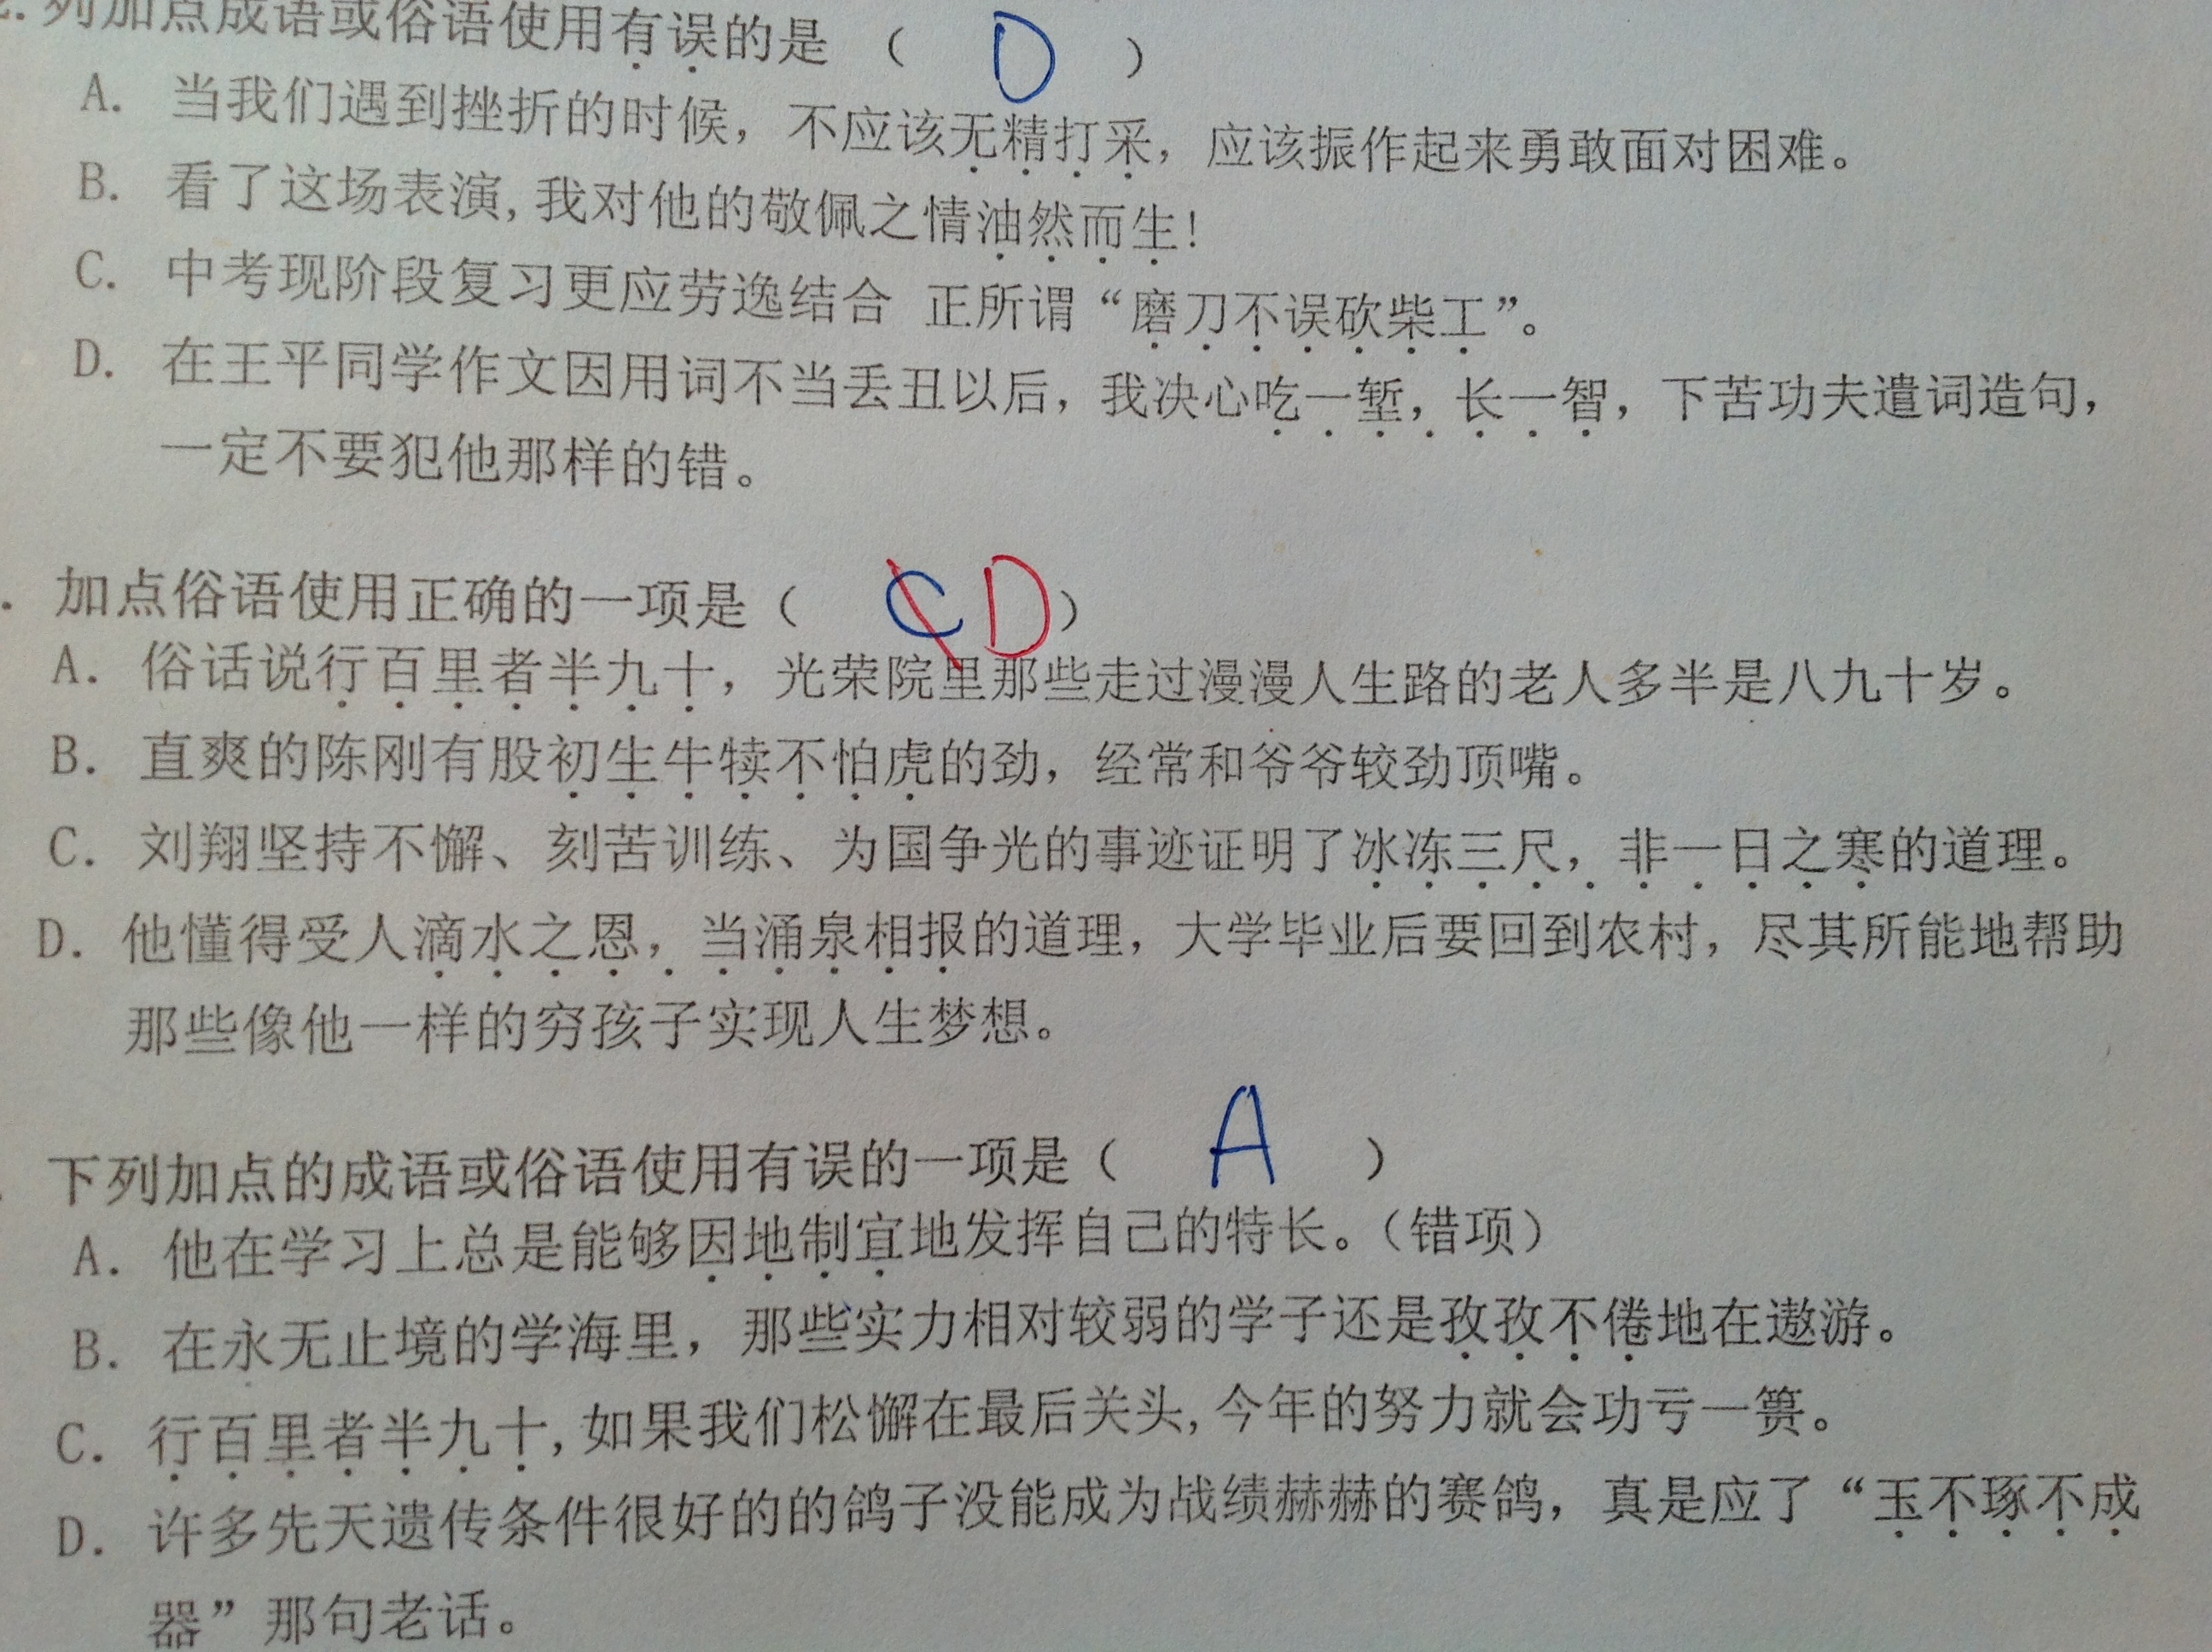 列加点成语或俗语使用有误的是 ( D )
A. 当我们遇到挫折的时候，不应该无精打采，应该振作起来勇敢面对困难。
B. 看了这场表演,我对他的敬佩之情油然而生!
C. 中考现阶段复习更应劳逸结合 正所谓“磨刀不误砍柴工”。
D. 在王平同学作文因用词不当丢丑以后，我决心吃一堑，长一智，下苦功夫遣词造句，
一定不要犯他那样的错。
. 加点俗语使用正确的一项是( C D )
A. 俗话说行百里者半九十，光荣院里那些走过漫漫人生路的老人多半是八九十岁。
B. 直爽的陈刚有股初生牛犊不怕虎的劲，经常和爷爷较劲顶嘴。
C. 刘翔坚持不懈、刻苦训练、为国争光的事迹证明了冰冻三尺，非一日之寒的道理。
D. 他懂得受人滴水之恩，当涌泉相报的道理，大学毕业后要回到农村，尽其所能地帮助
那些像他一样的穷孩子实现人生梦想。
下列加点的成语或俗语使用有误的一项是( A )
A. 他在学习上总是能够因地制宜地发挥自己的特长。(错项)
B. 在永无止境的学海里，那些实力相对较弱的学子还是孜孜不倦地在遨游。
C. 行百里者半九十,如果我们松懈在最后关头,今年的努力就会功亏一篑。
D. 许多先天遗传条件很好的的鸽子没能成为战绩赫赫的赛鸽，真是应了“玉不琢不成
器”那句老话。